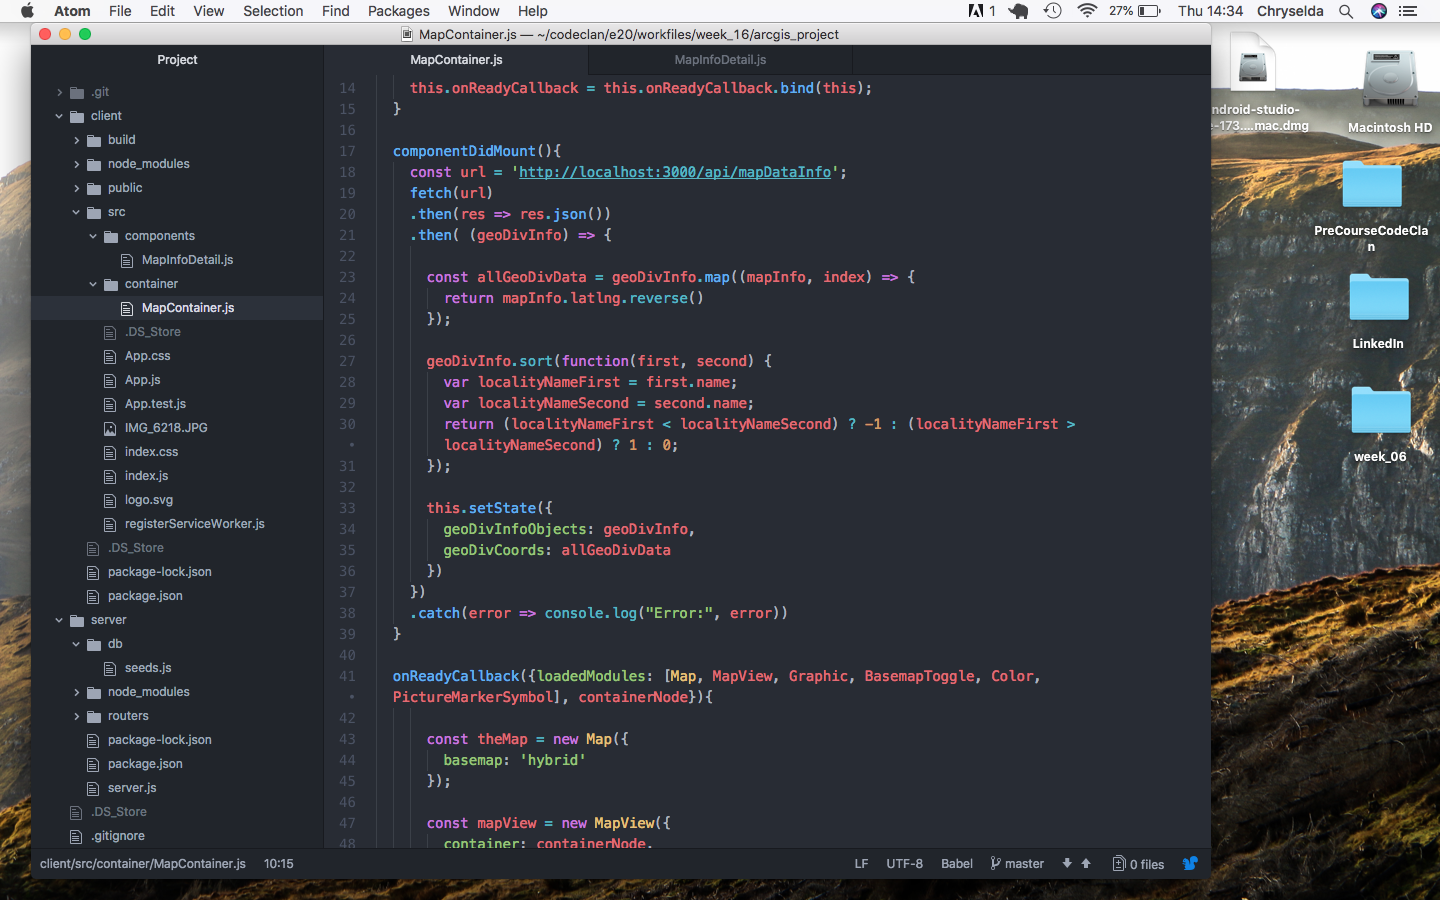 Atom File Edit View Selection Find Packages Window Help 1 27% Thu 14:34 Chryselda
MapContainer.js — ~/codeclan/e20/workfiles/week_16/arcgis_project
Project
.git
client
build
node_modules
public
src
components
MapInfoDetail.js
container
MapContainer.js
.DS_Store
App.css
App.js
App.test.js
IMG_6218.JPG
index.css
index.js
logo.svg
registerServiceWorker.js
.DS_Store
package-lock.json
package.json
server
db
seeds.js
node_modules
routers
package-lock.json
package.json
server.js
.DS_Store
.gitignore
MapContainer.js MapInfoDetail.js
14 this.onReadyCallback = this.onReadyCallback.bind(this);
15 }
16
17 componentDidMount(){
18 const url = 'http://localhost:3000/api/mapDataInfo';
19 fetch(url)
20 .then(res => res.json())
21 .then( (geoDivInfo) => {
22
23 const allGeoDivData = geoDivInfo.map((mapInfo, index) => {
24 return mapInfo.latlng.reverse()
25 });
26
27 geoDivInfo.sort(function(first, second) {
28 var localityNameFirst = first.name;
29 var localityNameSecond = second.name;
30 return (localityNameFirst < localityNameSecond) ? -1 : (localityNameFirst >
• localityNameSecond) ? 1 : 0;
31 });
32
33 this.setState({
34 geoDivInfoObjects: geoDivInfo,
35 geoDivCoords: allGeoDivData
36 })
37 })
38 .catch(error => console.log("Error:", error))
39 }
40
41 onReadyCallback({loadedModules: [Map, MapView, Graphic, BasemapToggle, Color,
• PictureMarkerSymbol], containerNode}){
42
43 const theMap = new Map({
44 basemap: 'hybrid'
45 });
46
47 const mapView = new MapView({
48 container: containerNode,
client/src/container/MapContainer.js 10:15 LF UTF-8 Babel master 0 files
ndroid-studio-
-173....mac.dmg
Macintosh HD
PreCourseCodeCla
n
LinkedIn
week_06